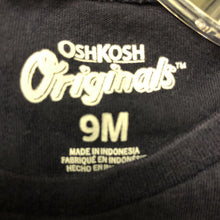 OSHKOSH
Originals™
9M
MADE IN INDONESIA
FABRIQUÉ EN INDONÉSIE
HECHO EN